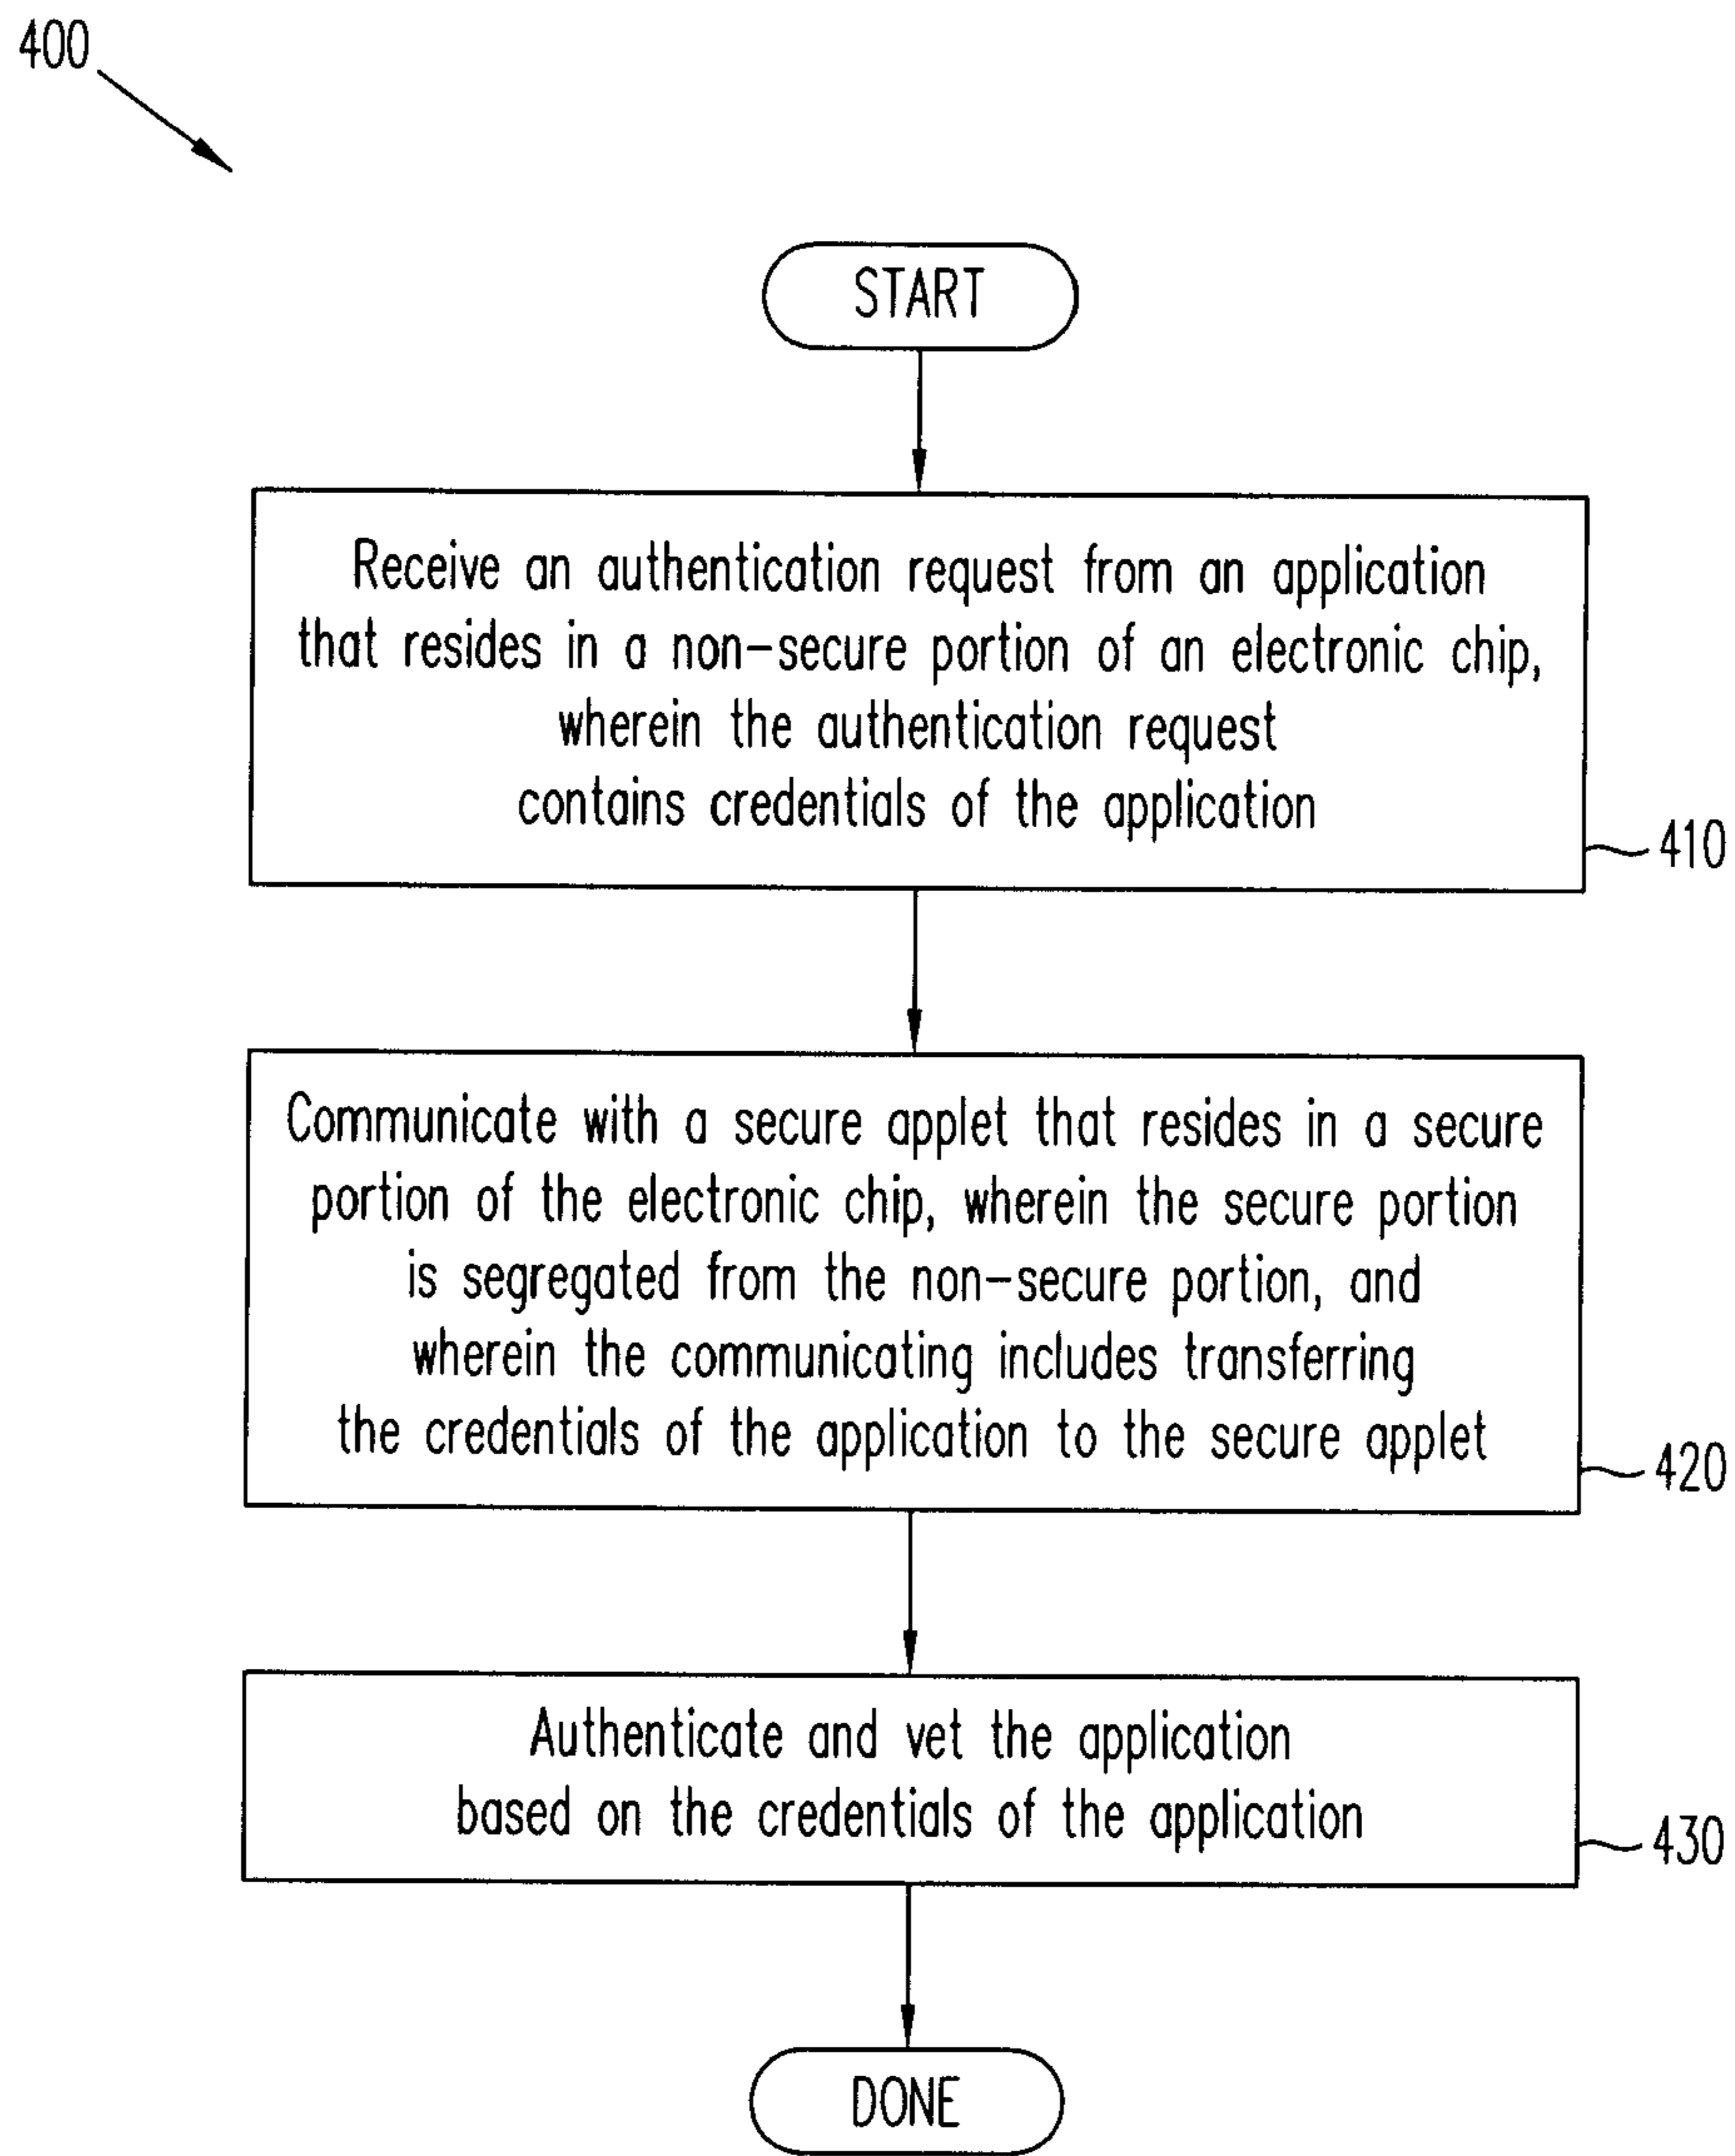 400
START
Receive an authentication request from an application
that resides in a non-secure portion of an electronic chip,
wherein the authentication request
contains credentials of the application
410
Communicate with a secure applet that resides in a secure
portion of the electronic chip, wherein the secure portion
is segregated from the non-secure portion, and
wherein the communicating includes transferring
the credentials of the application to the secure applet
420
Authenticate and vet the application
based on the credentials of the application
430
DONE